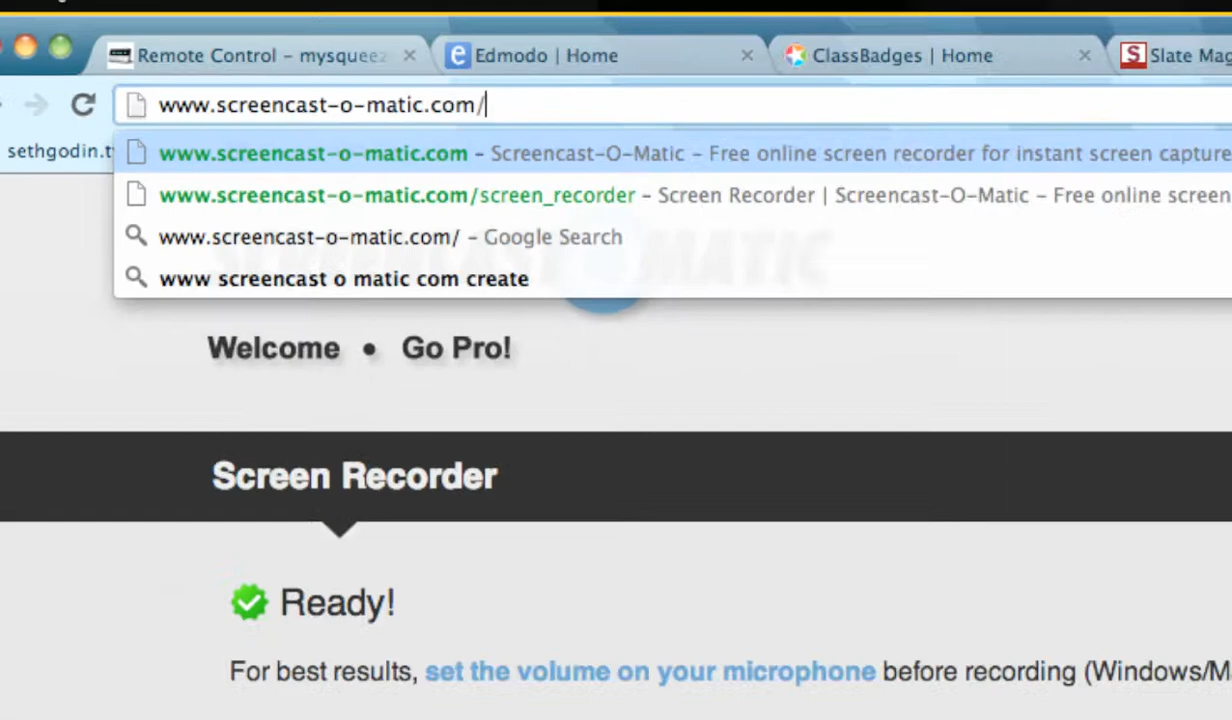 Remote Control – mysqueez
Edmodo | Home
ClassBadges | Home
Slate Mag
www.screencast-o-matic.com/
sethgodin.t
www.screencast-o-matic.com – Screencast-O-Matic – Free online screen recorder for instant screen capture
www.screencast-o-matic.com/screen_recorder – Screen Recorder | Screencast-O-Matic – Free online screen
www.screencast-o-matic.com/ – Google Search
www screencast o matic com create
Welcome • Go Pro!
Screen Recorder
Ready!
For best results, set the volume on your microphone before recording (Windows/M